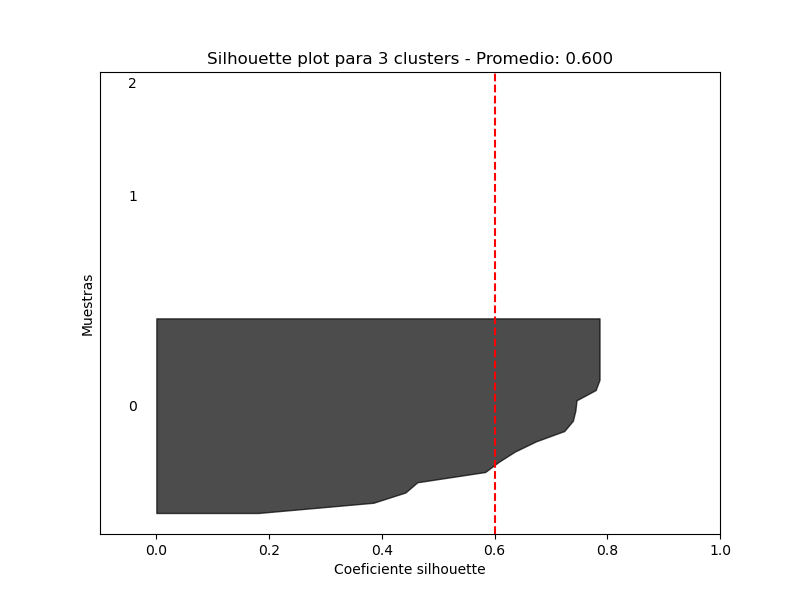 Silhouette plot para 3 clusters - Promedio: 0.600
2
1
0
Muestras
0.0 0.2 0.4 0.6 0.8 1.0
Coeficiente silhouette